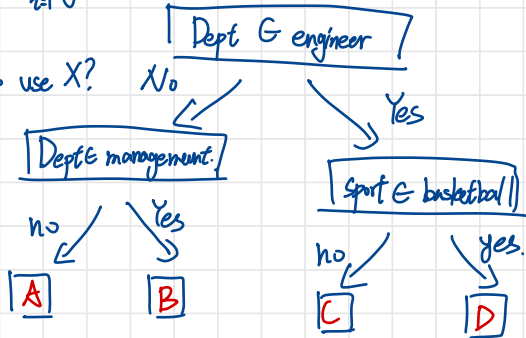 Dept ∈ engineer
use X? No
Yes
Dept ∈ management.
Sport ∈ basketball
no Yes
no yes.
A B
C D